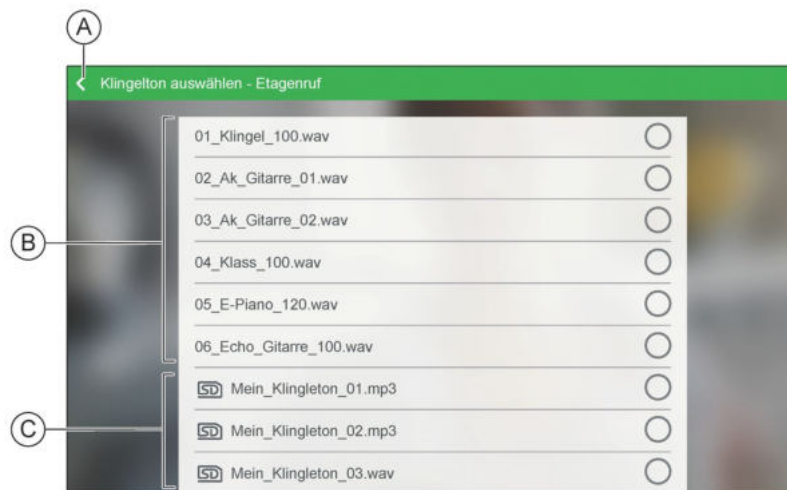 A
Klingelton auswählen - Etagenruf
01_Klingel_100.wav
02_Ak_Gitarre_01.wav
03_Ak_Gitarre_02.wav
B
04_Klass_100.wav
05_E-Piano_120.wav
06_Echo_Gitarre_100.wav
SD Mein_Klingleton_01.mp3
C
SD Mein_Klingleton_02.mp3
SD Mein_Klingleton_03.wav